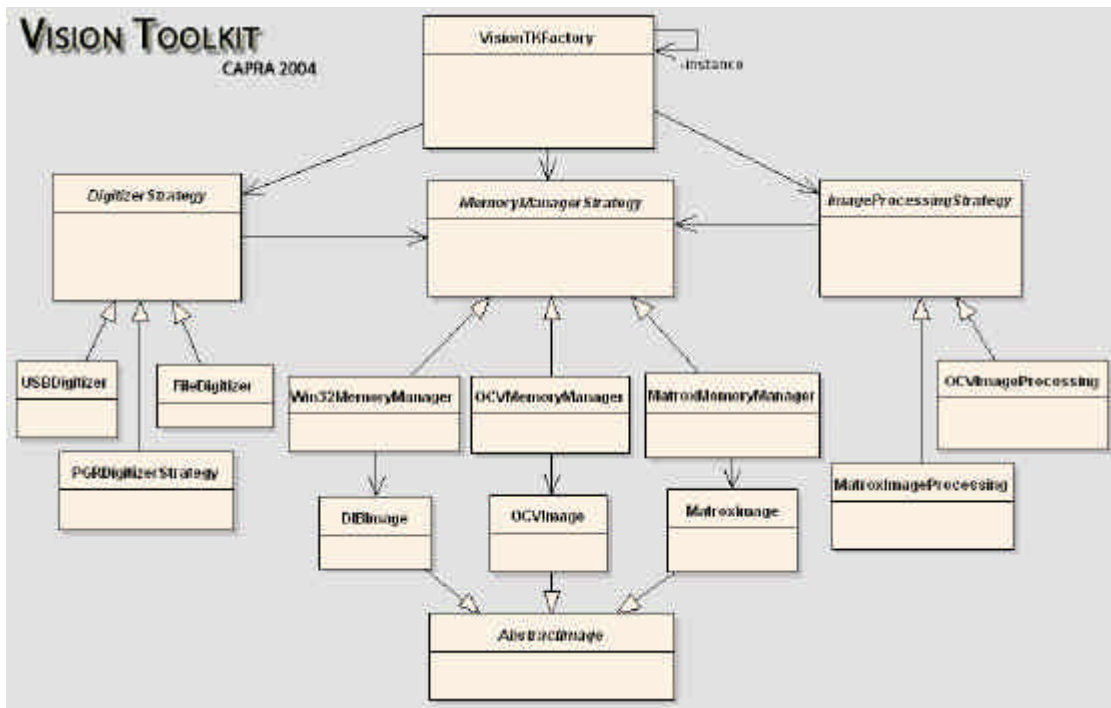 VISION TOOLKIT
CAPRA 2004
VisionTKFactory
-instance
DigitizerStrategy
MemoryManagerStrategy
ImageProcessingStrategy
USBDigitizer
FileDigitizer
Win32MemoryManager
OCVMemoryManager
MatroxMemoryManager
OCVImageProcessing
PGRDigitizerStrategy
MatroxImageProcessing
DIBImage
OCVImage
MatroxImage
AbstractImage